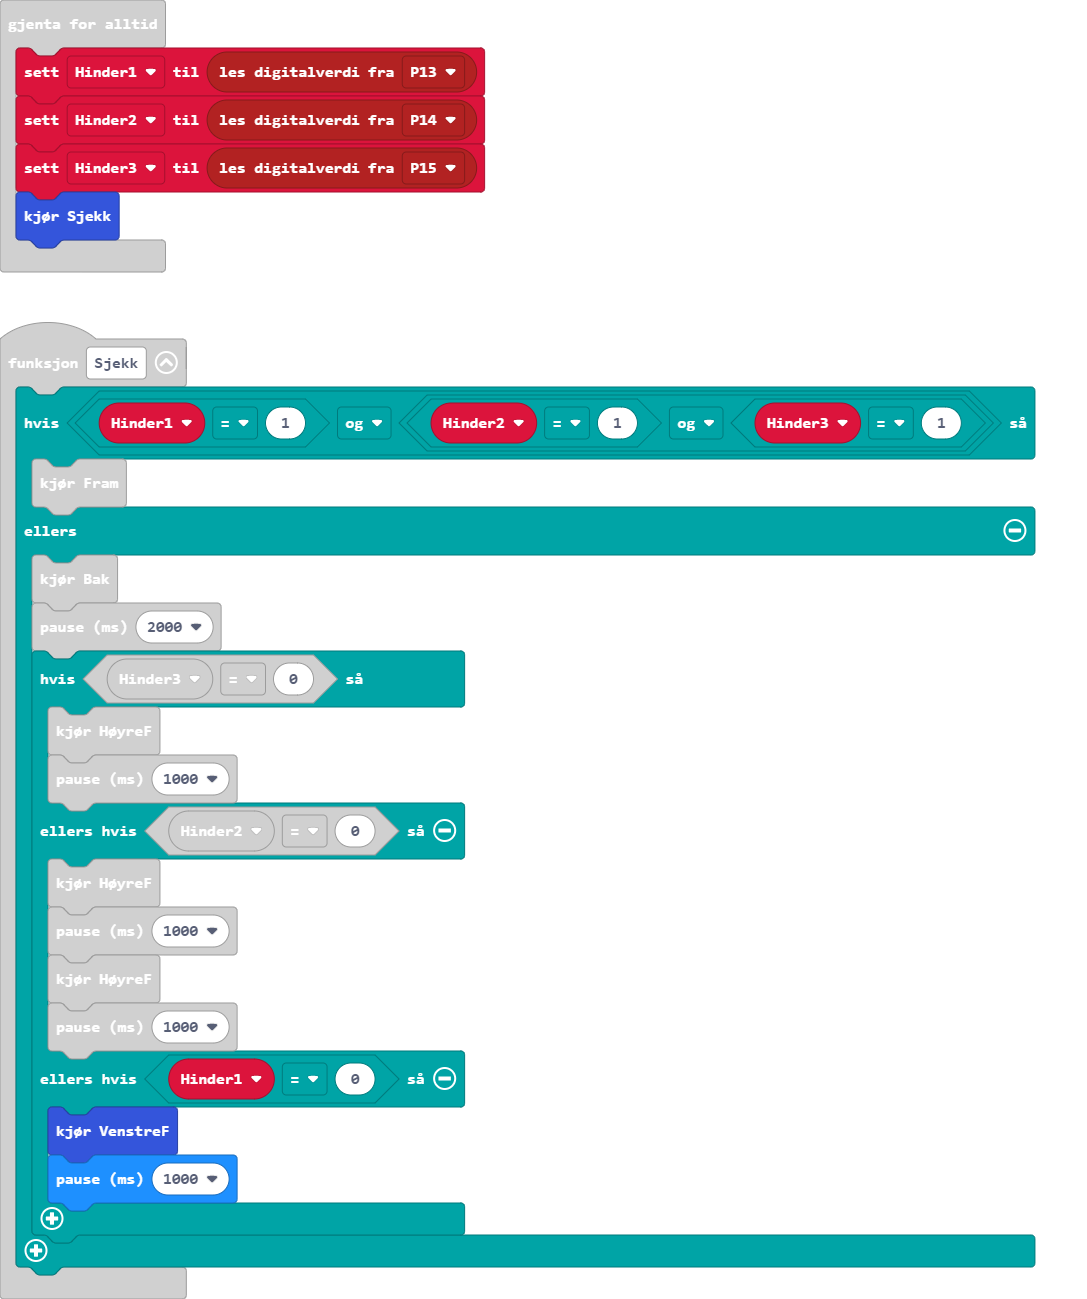 gjenta for alltid
sett Hinder1 til les digitalverdi fra P13
sett Hinder2 til les digitalverdi fra P14
sett Hinder3 til les digitalverdi fra P15
kjør Sjekk
funksjon Sjekk
hvis Hinder1 = 1 og Hinder2 = 1 og Hinder3 = 1 så
kjør Fram
ellers
kjør Bak
pause (ms) 2000
hvis Hinder3 = 0 så
kjør HøyreF
pause (ms) 1000
ellers hvis Hinder2 = 0 så
kjør HøyreF
pause (ms) 1000
kjør HøyreF
pause (ms) 1000
ellers hvis Hinder1 = 0 så
kjør VenstreF
pause (ms) 1000